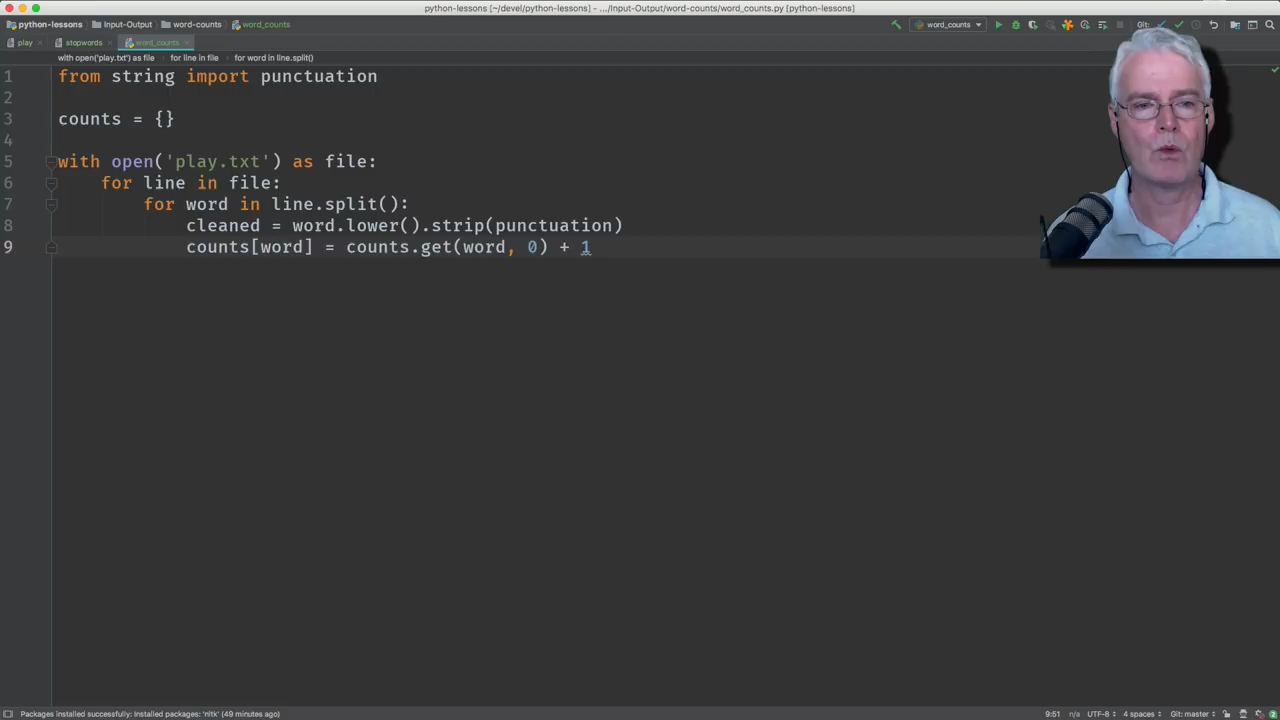 python-lessons [~/devel/python-lessons] - .../Input-Output/word-counts/word_counts.py [python-lessons]
python-lessons Input-Output word-counts word_counts word_counts Git:
play stopwords word_counts
with open('play.txt') as file for line in file for word in line.split()
1 from string import punctuation
2
3 counts = {}
4
5 with open('play.txt') as file:
6 for line in file:
7 for word in line.split():
8 cleaned = word.lower().strip(punctuation)
9 counts[word] = counts.get(word, 0) + 1
Packages installed successfully: Installed packages: 'nltk' (49 minutes ago) 9:51 n/a UTF-8 4 spaces Git: master 2